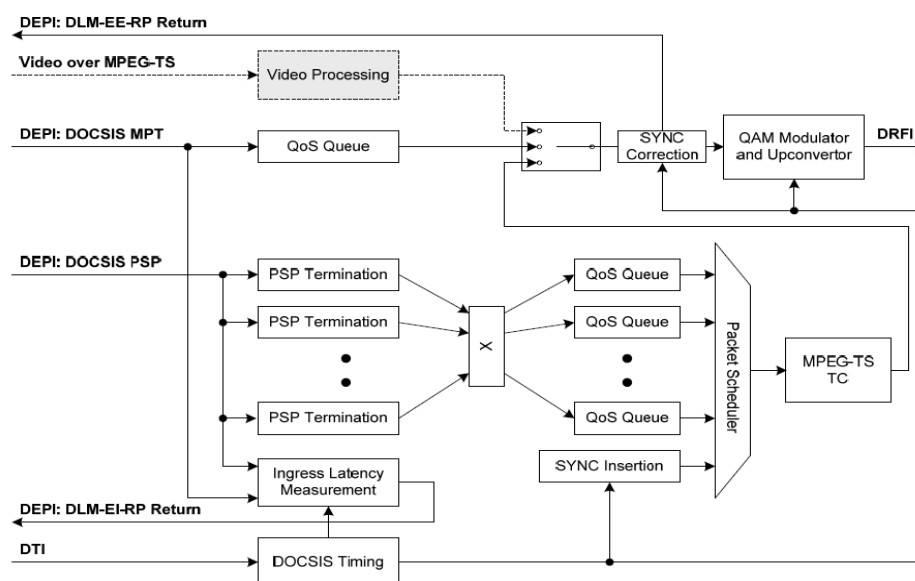 DEPI: DLM-EE-RP Return
Video over MPEG-TS
Video Processing
DEPI: DOCSIS MPT
QoS Queue
SYNC
Correction
QAM Modulator
and Upconvertor
DRFI
DEPI: DOCSIS PSP
PSP Termination
QoS Queue
PSP Termination
QoS Queue
X
Packet Scheduler
MPEG-TS
TC
PSP Termination
QoS Queue
Ingress Latency
Measurement
SYNC Insertion
DEPI: DLM-EI-RP Return
DTI
DOCSIS Timing